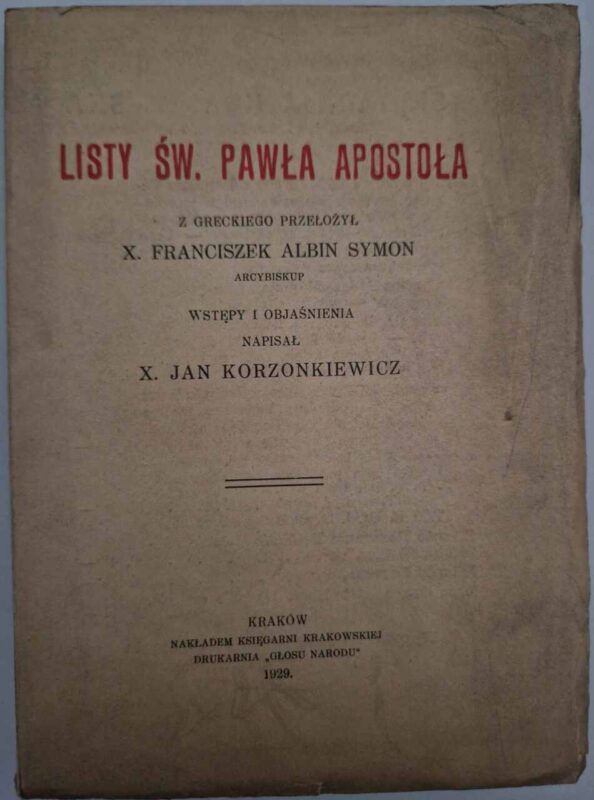 LISTY ŚW. PAWŁA APOSTOŁA
Z GRECKIEGO PRZEŁOŻYŁ
X. FRANCISZEK ALBIN SYMON
ARCYBISKUP
WSTĘPY I OBJAŚNIENIA
NAPISAŁ
X. JAN KORZONKIEWICZ
KRAKÓW
NAKŁADEM KSIĘGARNI KRAKOWSKIEJ
DRUKARNIA „GŁOSU NARODU"
1929.